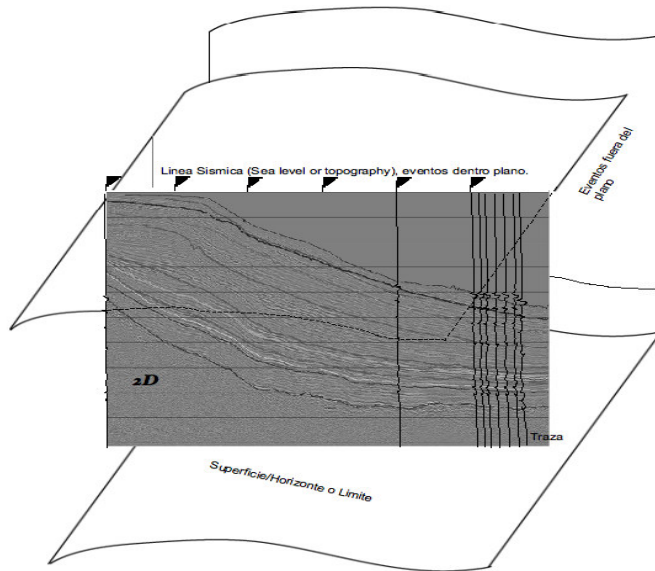 Linea Sismica (Sea level or topography), eventos dentro plano.
Eventos fuera del
plano
2D
Traza
Superficie/Horizonte o Limite